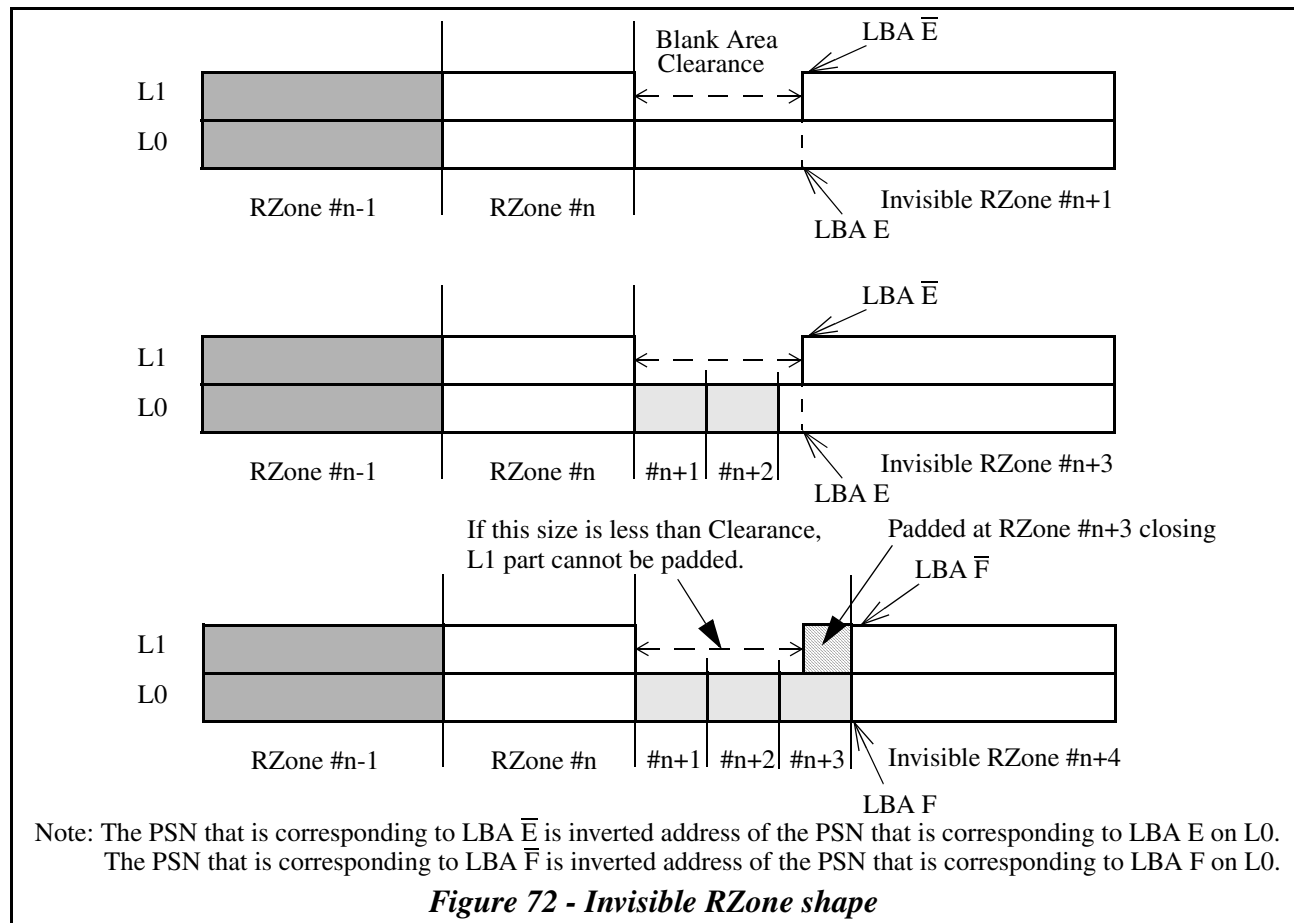 Blank Area
Clearance
LBA E̅
L1
L0
RZone #n-1
RZone #n
Invisible RZone #n+1
LBA E
LBA E̅
L1
L0
RZone #n-1
RZone #n
#n+1
#n+2
Invisible RZone #n+3
LBA E
If this size is less than Clearance,
L1 part cannot be padded.
Padded at RZone #n+3 closing
LBA F̅
L1
L0
RZone #n-1
RZone #n
#n+1
#n+2
#n+3
Invisible RZone #n+4
LBA F
Note: The PSN that is corresponding to LBA E̅ is inverted address of the PSN that is corresponding to LBA E on L0.
The PSN that is corresponding to LBA F̅ is inverted address of the PSN that is corresponding to LBA F on L0.
Figure 72 - Invisible RZone shape